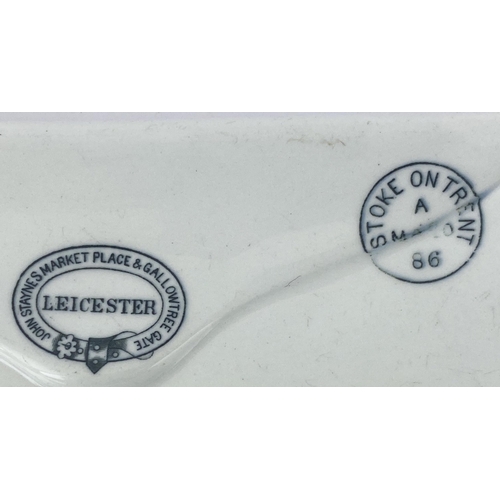 JOHN STAYNES MARKET PLACE & GALLOWTREE GATE
LEICESTER
STOKE ON TRENT
A
86